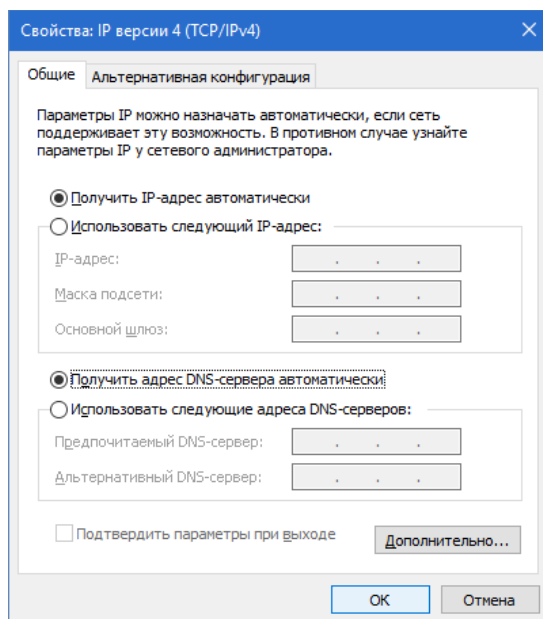 Свойства: IP версии 4 (TCP/IPv4)
Общие Альтернативная конфигурация
Параметры IP можно назначать автоматически, если сеть
поддерживает эту возможность. В противном случае узнайте
параметры IP у сетевого администратора.
Получить IP-адрес автоматически
Использовать следующий IP-адрес:
IP-адрес:
Маска подсети:
Основной шлюз:
Получить адрес DNS-сервера автоматически
Использовать следующие адреса DNS-серверов:
Предпочитаемый DNS-сервер:
Альтернативный DNS-сервер:
Подтвердить параметры при выходе
Дополнительно...
ОК Отмена